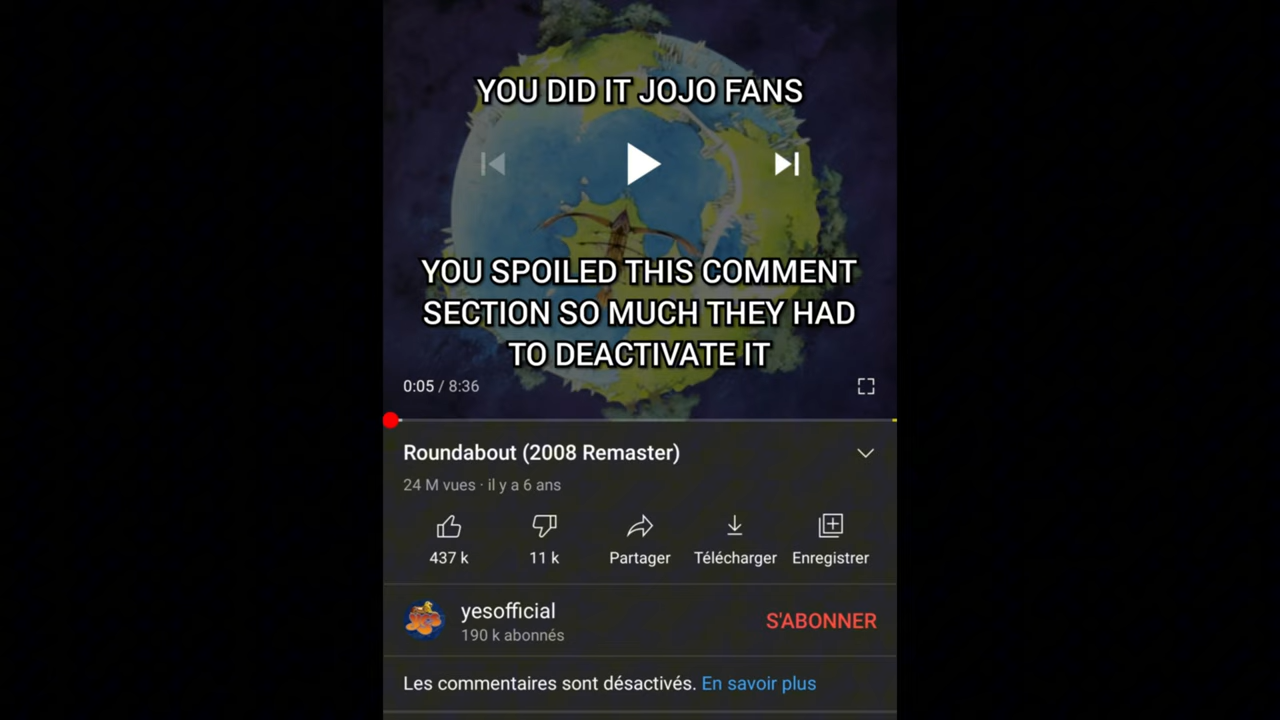 YOU DID IT JOJO FANS
YOU SPOILED THIS COMMENT
SECTION SO MUCH THEY HAD
TO DEACTIVATE IT
0:05 / 8:36
Roundabout (2008 Remaster)
24 M vues · il y a 6 ans
437 k 11 k Partager Télécharger Enregistrer
yesofficial
190 k abonnés
S'ABONNER
Les commentaires sont désactivés. En savoir plus